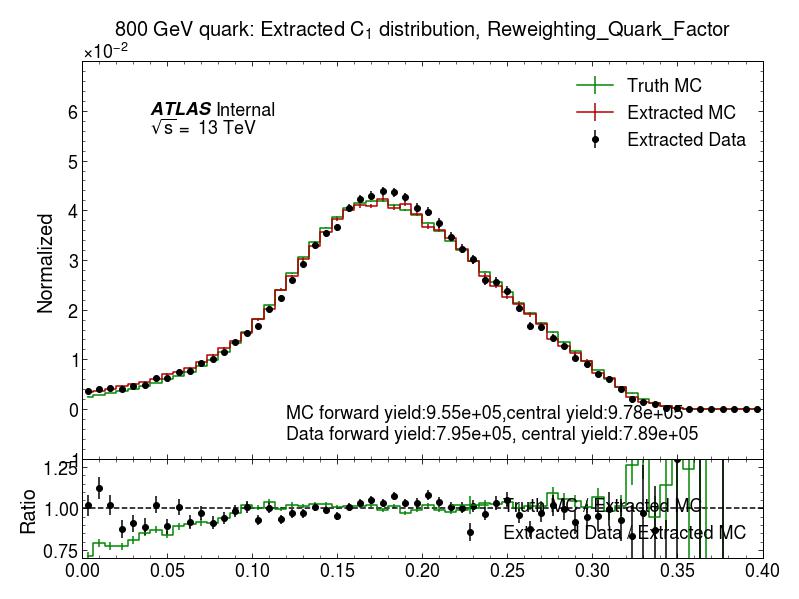 800 GeV quark: Extracted C₁ distribution, Reweighting_Quark_Factor
×10⁻²
ATLAS Internal
√s = 13 TeV
Truth MC
Extracted MC
Extracted Data
Normalized
6
5
4
3
2
1
0
1
MC forward yield:9.55e+05,central yield:9.78e+05
Data forward yield:7.95e+05, central yield:7.89e+05
Ratio
1.25
1.00
0.75
Truth MC / Extracted MC
Extracted Data / Extracted MC
0.00 0.05 0.10 0.15 0.20 0.25 0.30 0.35 0.40